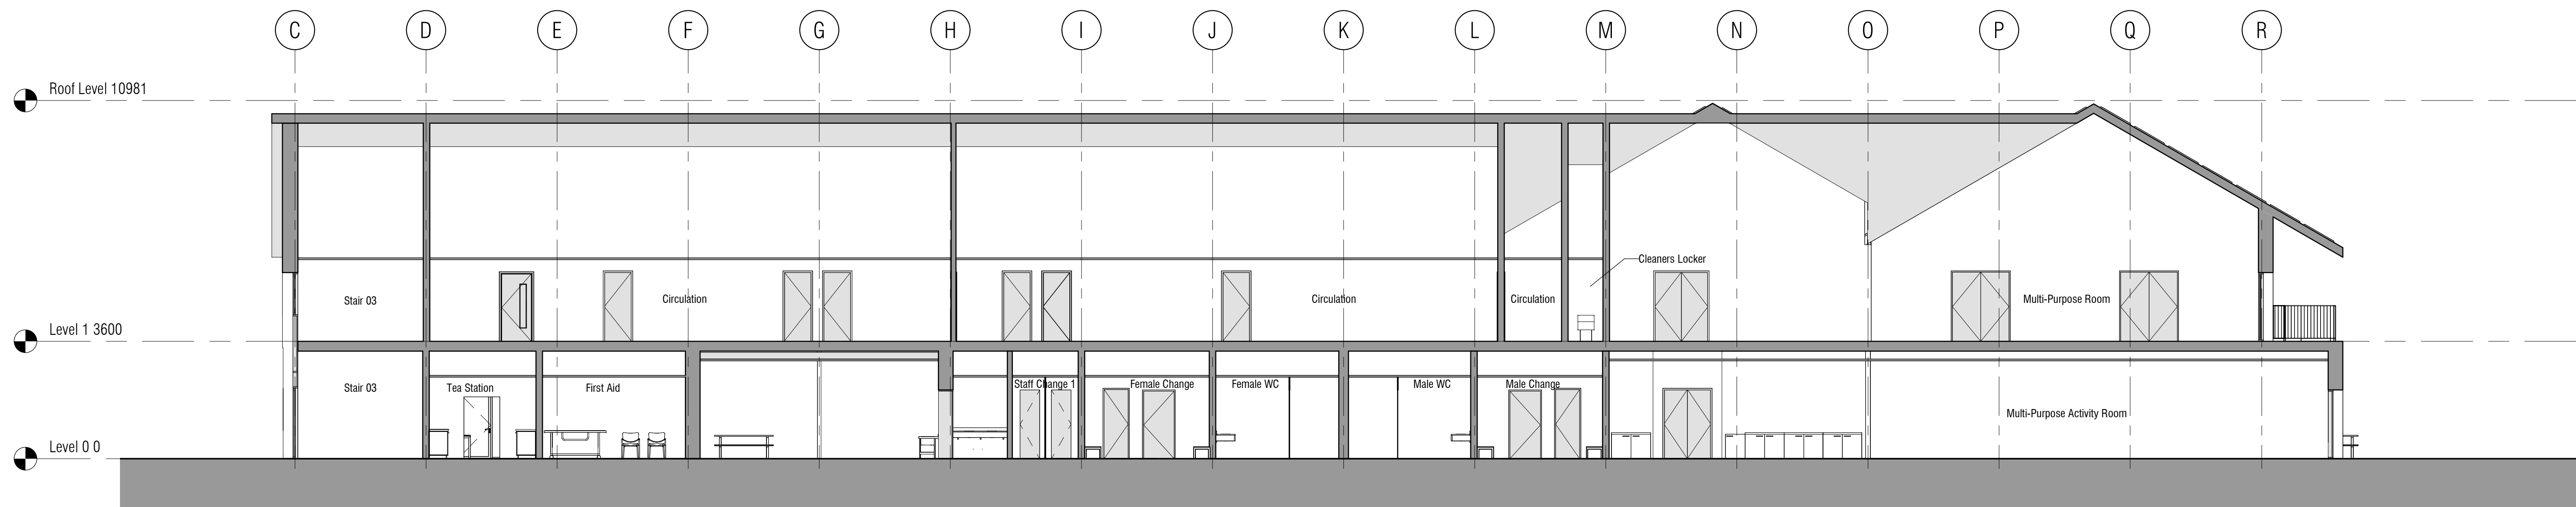 C D E F G H I J K L M N O P Q R
Roof Level 10981
Cleaners Locker
Stair 03
Circulation
Circulation
Circulation
Multi-Purpose Room
Level 1 3600
Stair 03
Tea Station
First Aid
Staff Change 1
Female Change
Female WC
Male WC
Male Change
Multi-Purpose Activity Room
Level 0 0